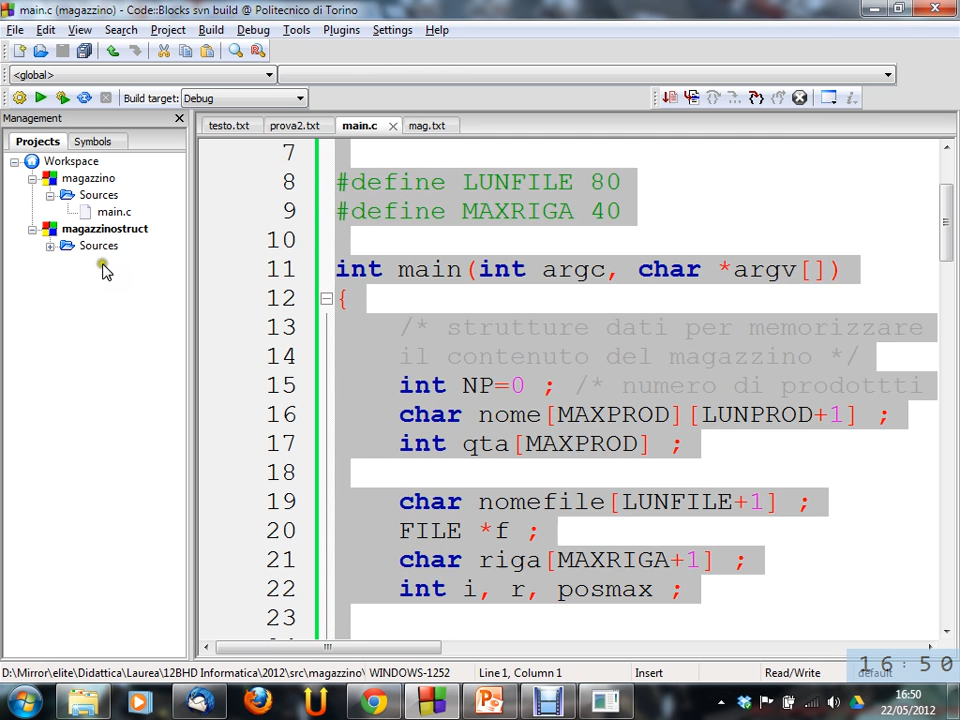 main.c (magazzino) - Code::Blocks svn build @ Politecnico di Torino
File Edit View Search Project Build Debug Tools Plugins Settings Help
<global>
Build target: Debug
Management
testo.txt prova2.txt main.c mag.txt
Projects Symbols
Workspace
magazzino
Sources
main.c
magazzinostruct
Sources
7
8 #define LUNFILE 80
9 #define MAXRIGA 40
10
11 int main(int argc, char *argv[])
12 {
13 /* strutture dati per memorizzare
14 il contenuto del magazzino */
15 int NP=0 ; /* numero di prodottti
16 char nome[MAXPROD][LUNPROD+1] ;
17 int qta[MAXPROD] ;
18
19 char nomefile[LUNFILE+1] ;
20 FILE *f ;
21 char riga[MAXRIGA+1] ;
22 int i, r, posmax ;
23
D:\Mirror\elite\Didattica\Laurea\12BHD Informatica\2012\src\magazzino\ WINDOWS-1252 Line 1, Column 1 Insert Read/Write default
16:50
16:50
22/05/2012